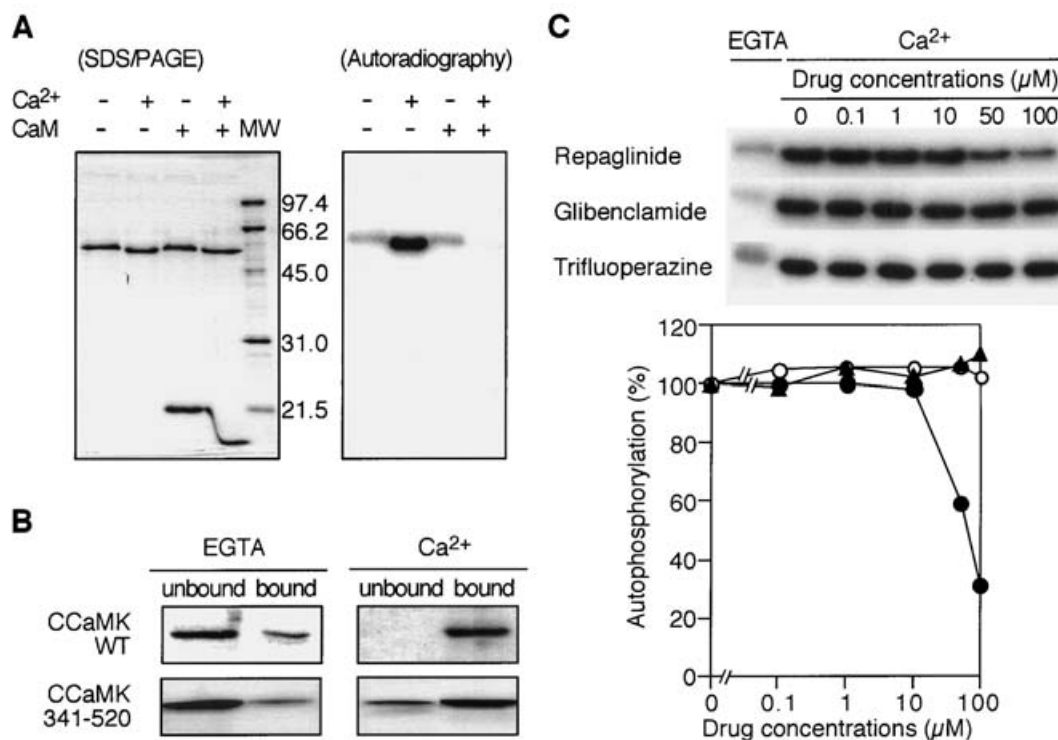 A
(SDS/PAGE)
(Autoradiography)
Ca2+ - + - +
CaM - - + + MW
- + - +
- - + +
97.4
66.2
45.0
31.0
21.5
B
EGTA
Ca2+
unbound bound
unbound bound
CCaMK
WT
CCaMK
341-520
C
EGTA
Ca2+
Drug concentrations (μM)
0 0.1 1 10 50 100
Repaglinide
Glibenclamide
Trifluoperazine
Autophosphorylation (%)
120
100
80
60
40
20
0
0 0.1 1 10 100
Drug concentrations (μM)